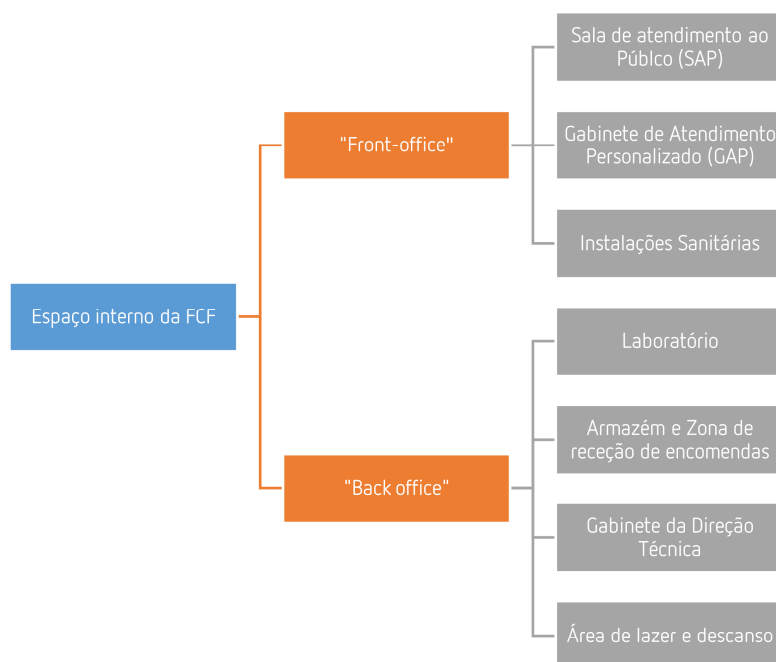 Espaço interno da FCF
"Front-office"
Sala de atendimento ao
Públco (SAP)
Gabinete de Atendimento
Personalizado (GAP)
Instalações Sanitárias
"Back office"
Laboratório
Armazém e Zona de
receção de encomendas
Gabinete da Direção
Técnica
Área de lazer e descanso